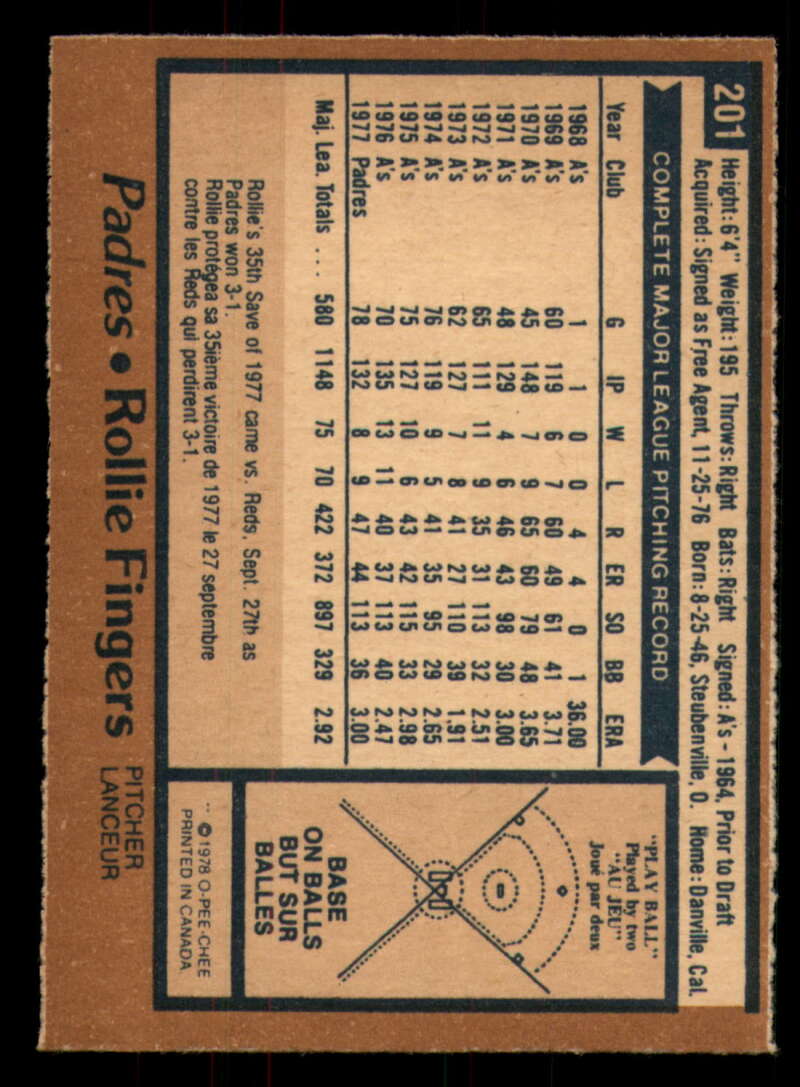 201
Height: 6'4" Weight: 195 Throws: Right Bats: Right Signed: A's - 1964, Prior to Draft
Acquired: Signed as Free Agent, 11-25-76 Born: 8-25-46, Steubenville, O. Home: Danville, Cal.
COMPLETE MAJOR LEAGUE PITCHING RECORD
Year Club G IP W L R ER SO BB ERA
1968 A's 1 1 0 0 4 4 0 1 36.00
1969 A's 60 119 6 7 60 49 61 41 3.71
1970 A's 45 148 7 9 65 60 79 48 3.65
1971 A's 48 129 4 6 46 43 98 30 3.00
1972 A's 65 111 11 9 35 31 113 32 2.51
1973 A's 62 127 7 8 41 27 110 39 1.91
1974 A's 76 119 9 5 41 35 95 29 2.65
1975 A's 75 127 10 6 43 42 115 33 2.98
1976 A's 70 135 13 11 40 37 113 40 2.47
1977 Padres 78 132 8 9 47 44 113 36 3.00
Maj. Lea. Totals .... 580 1148 75 70 422 372 897 329 2.92
Rollie's 35th Save of 1977 came vs. Reds, Sept. 27th as
Padres won 3-1.
Rollie protégea sa 35ième victoire de 1977 le 27 septembre
contre les Reds qui perdirent 3-1.
"PLAY BALL"
Played by two
"AU JEU"
Joué par deux
BASE
ON BALLS
BUT SUR
BALLES
© 1978 O-PEE-CHEE
PRINTED IN CANADA
Padres • Rollie Fingers PITCHER
LANCEUR